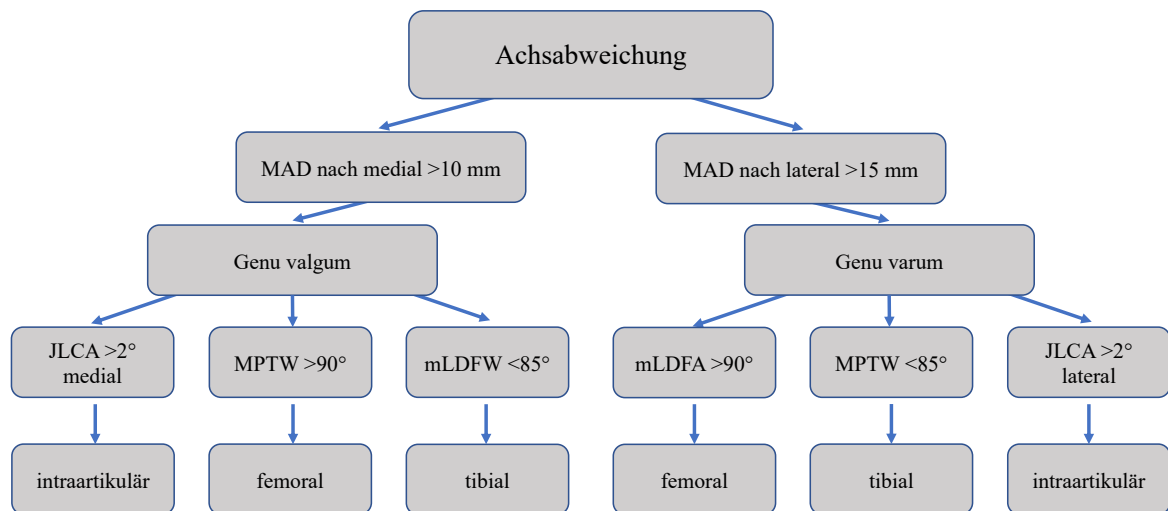 Achsabweichung
MAD nach medial >10 mm
MAD nach lateral >15 mm
Genu valgum
Genu varum
JLCA >2°
medial
MPTW >90°
mLDFW <85°
mLDFA >90°
MPTW <85°
JLCA >2°
lateral
intraartikulär
femoral
tibial
femoral
tibial
intraartikulär